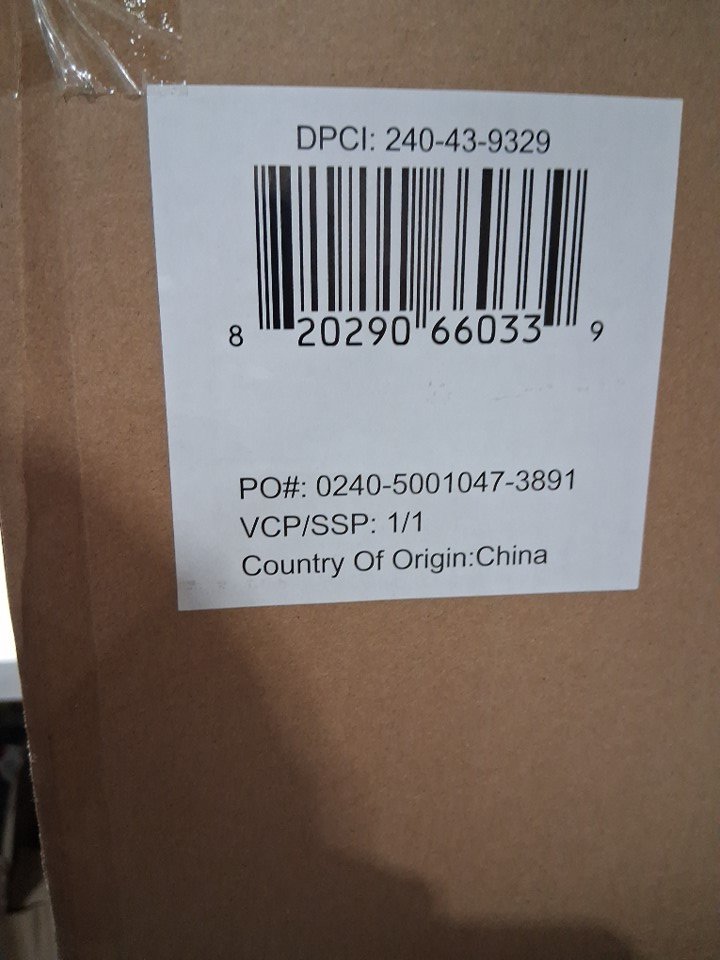 DPCI: 240-43-9329
8 20290 66033 9
PO#: 0240-5001047-3891
VCP/SSP: 1/1
Country Of Origin:China